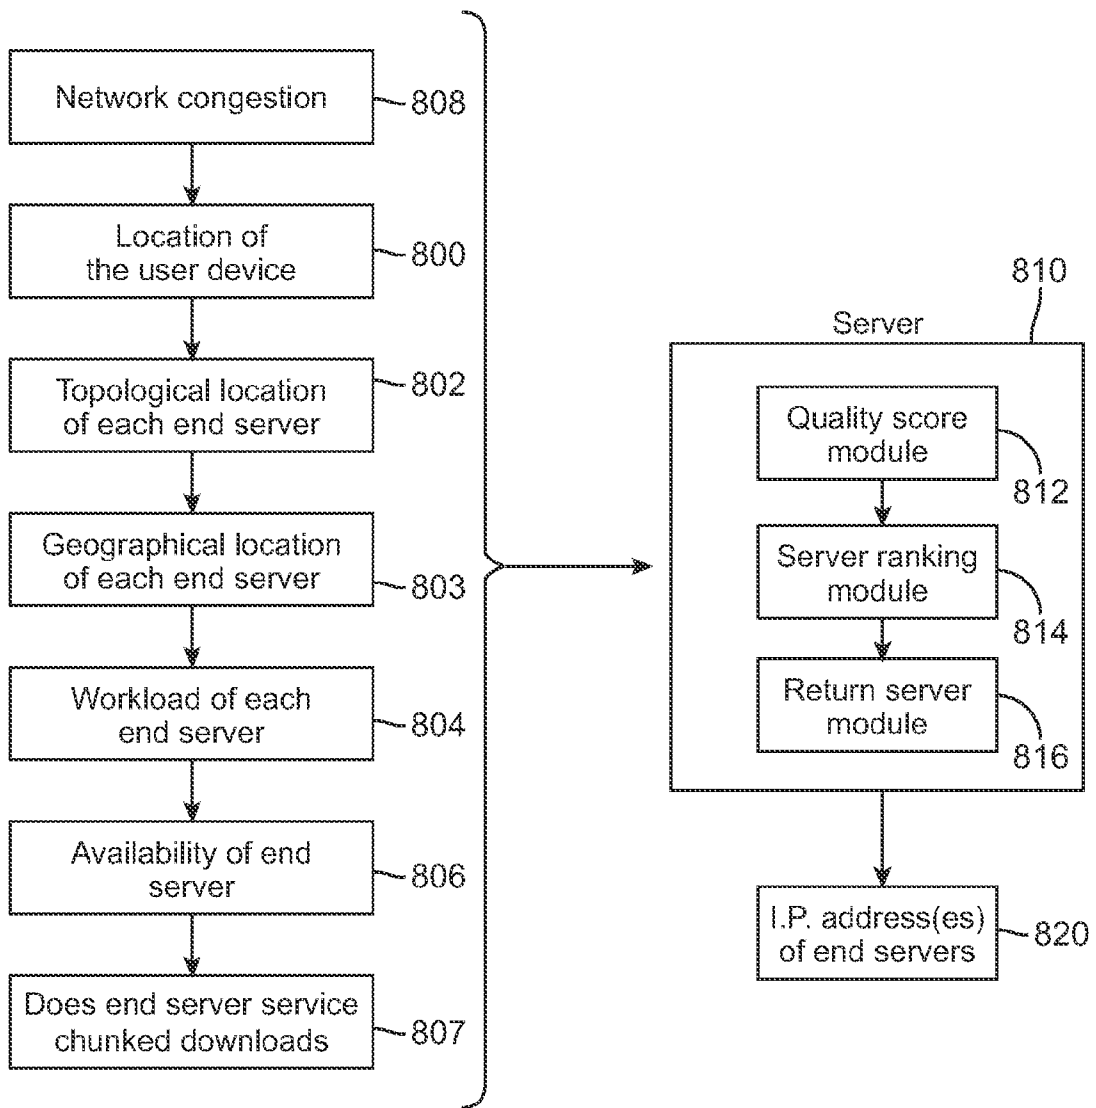 Network congestion
808
Location of
the user device
800
Topological location
of each end server
802
Geographical location
of each end server
803
Workload of each
end server
804
Availability of end
server
806
Does end server service
chunked downloads
807
810
Server
Quality score
module
812
Server ranking
module
814
Return server
module
816
I.P. address(es)
of end servers
820